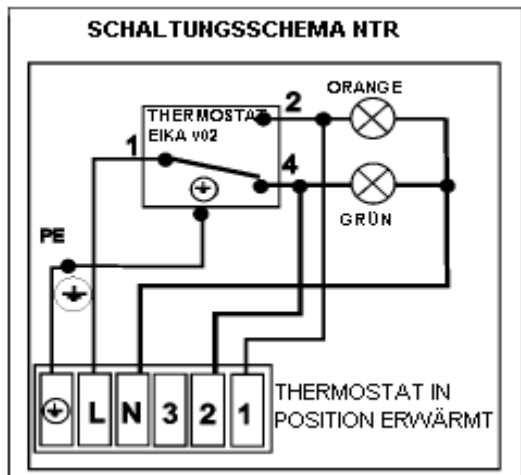 SCHALTUNGSSCHEMA NTR
ORANGE
THERMOSTAT
EIKA v02
2
1
4
GRÜN
PE
L N 3 2 1
THERMOSTAT IN
POSITION ERWÄRMT